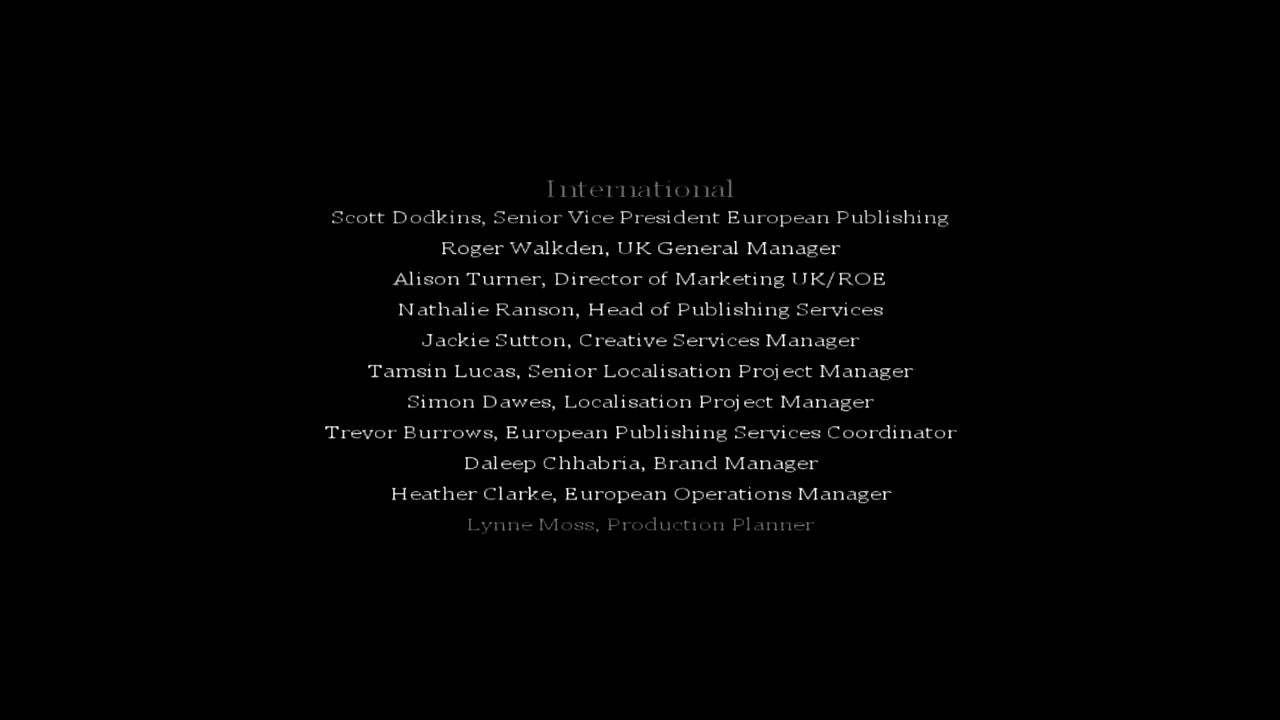 International
Scott Dodkins, Senior Vice President European Publishing
Roger Walkden, UK General Manager
Alison Turner, Director of Marketing UK/ROE
Nathalie Ranson, Head of Publishing Services
Jackie Sutton, Creative Services Manager
Tamsin Lucas, Senior Localisation Project Manager
Simon Dawes, Localisation Project Manager
Trevor Burrows, European Publishing Services Coordinator
Daleep Chhabria, Brand Manager
Heather Clarke, European Operations Manager
Lynne Moss, Production Planner